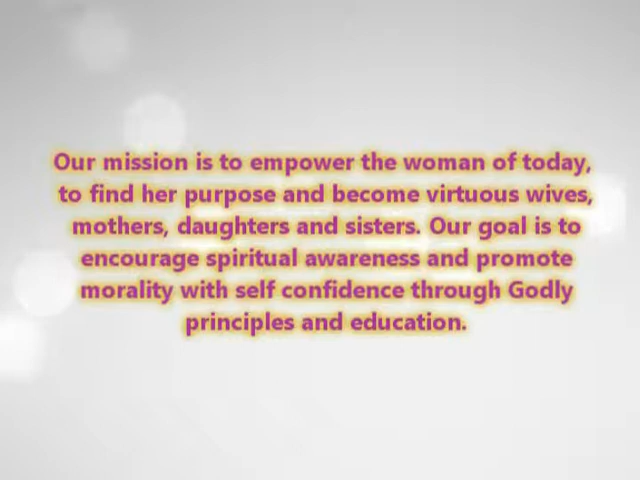 Our mission is to empower the woman of today,
to find her purpose and become virtuous wives,
mothers, daughters and sisters. Our goal is to
encourage spiritual awareness and promote
morality with self confidence through Godly
principles and education.